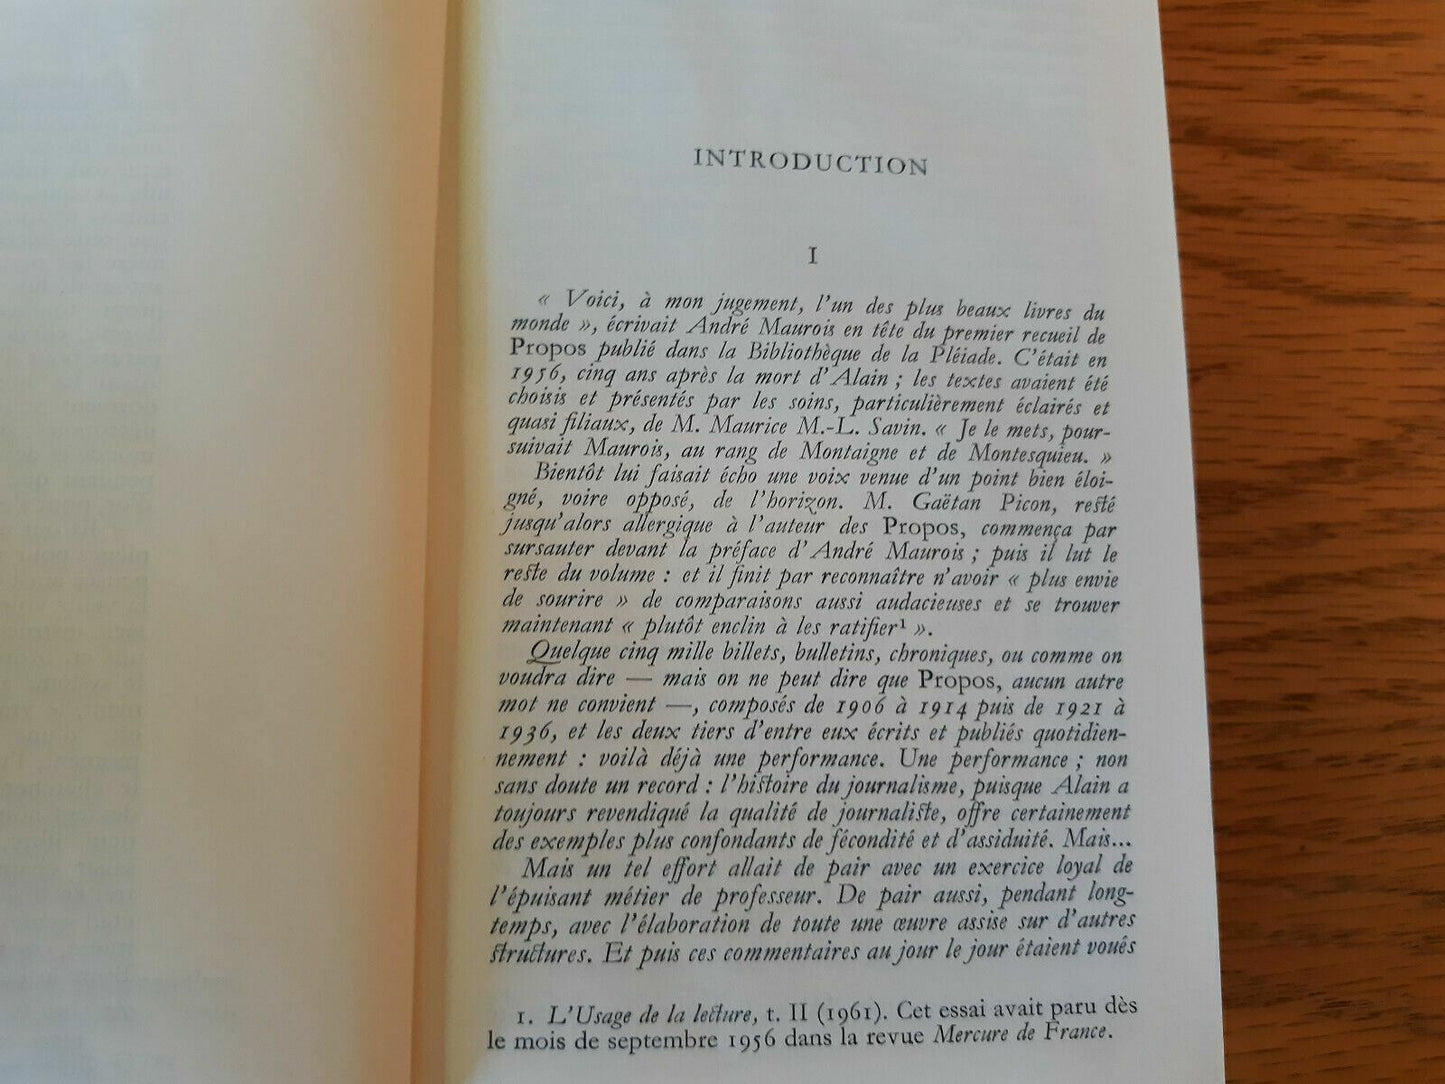 INTRODUCTION
I
« Voici, à mon jugement, l'un des plus beaux livres du
monde », écrivait André Maurois en tête du premier recueil de
Propos publié dans la Bibliothèque de la Pléiade. C'était en
1956, cinq ans après la mort d'Alain ; les textes avaient été
choisis et présentés par les soins, particulièrement éclairés et
quasi filiaux, de M. Maurice M.-L. Savin. « Je le mets, pour-
suivait Maurois, au rang de Montaigne et de Montesquieu. »
Bientôt lui faisait écho une voix venue d'un point bien éloi-
gné, voire opposé, de l'horizon. M. Gaëtan Picon, resté
jusqu'alors allergique à l'auteur des Propos, commença par
sursauter devant la préface d'André Maurois ; puis il lut le
reste du volume : et il finit par reconnaître n'avoir « plus envie
de sourire » de comparaisons aussi audacieuses et se trouver
maintenant « plutôt enclin à les ratifier¹ ».
Quelque cinq mille billets, bulletins, chroniques, ou comme on
voudra dire — mais on ne peut dire que Propos, aucun autre
mot ne convient —, composés de 1906 à 1914 puis de 1921 à
1936, et les deux tiers d'entre eux écrits et publiés quotidien-
nement : voilà déjà une performance. Une performance ; non
sans doute un record : l'histoire du journalisme, puisque Alain a
toujours revendiqué la qualité de journaliste, offre certainement
des exemples plus confondants de fécondité et d'assiduité. Mais...
Mais un tel effort allait de pair avec un exercice loyal de
l'épuisant métier de professeur. De pair aussi, pendant long-
temps, avec l'élaboration de toute une œuvre assise sur d'autres
structures. Et puis ces commentaires au jour le jour étaient voués
1. L'Usage de la lecture, t. II (1961). Cet essai avait paru dès
le mois de septembre 1956 dans la revue Mercure de France.